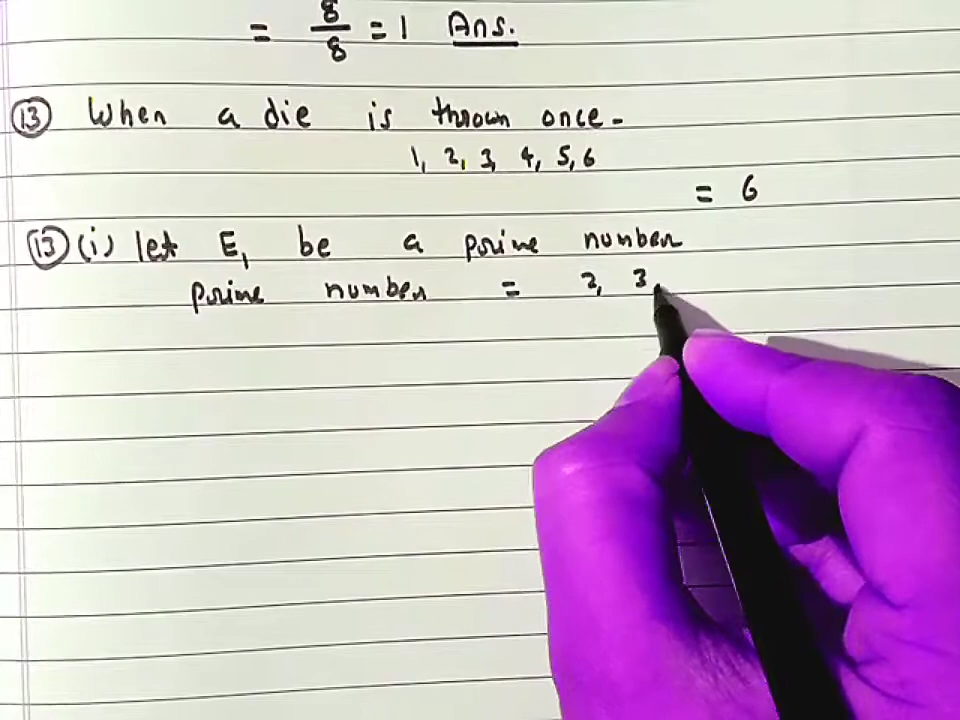 = 8/8 = 1 Ans.
(13) When a die is thrown once.
1, 2, 3, 4, 5, 6
= 6
(13) (i) let E1 be a prime number
prime number = 2, 3,